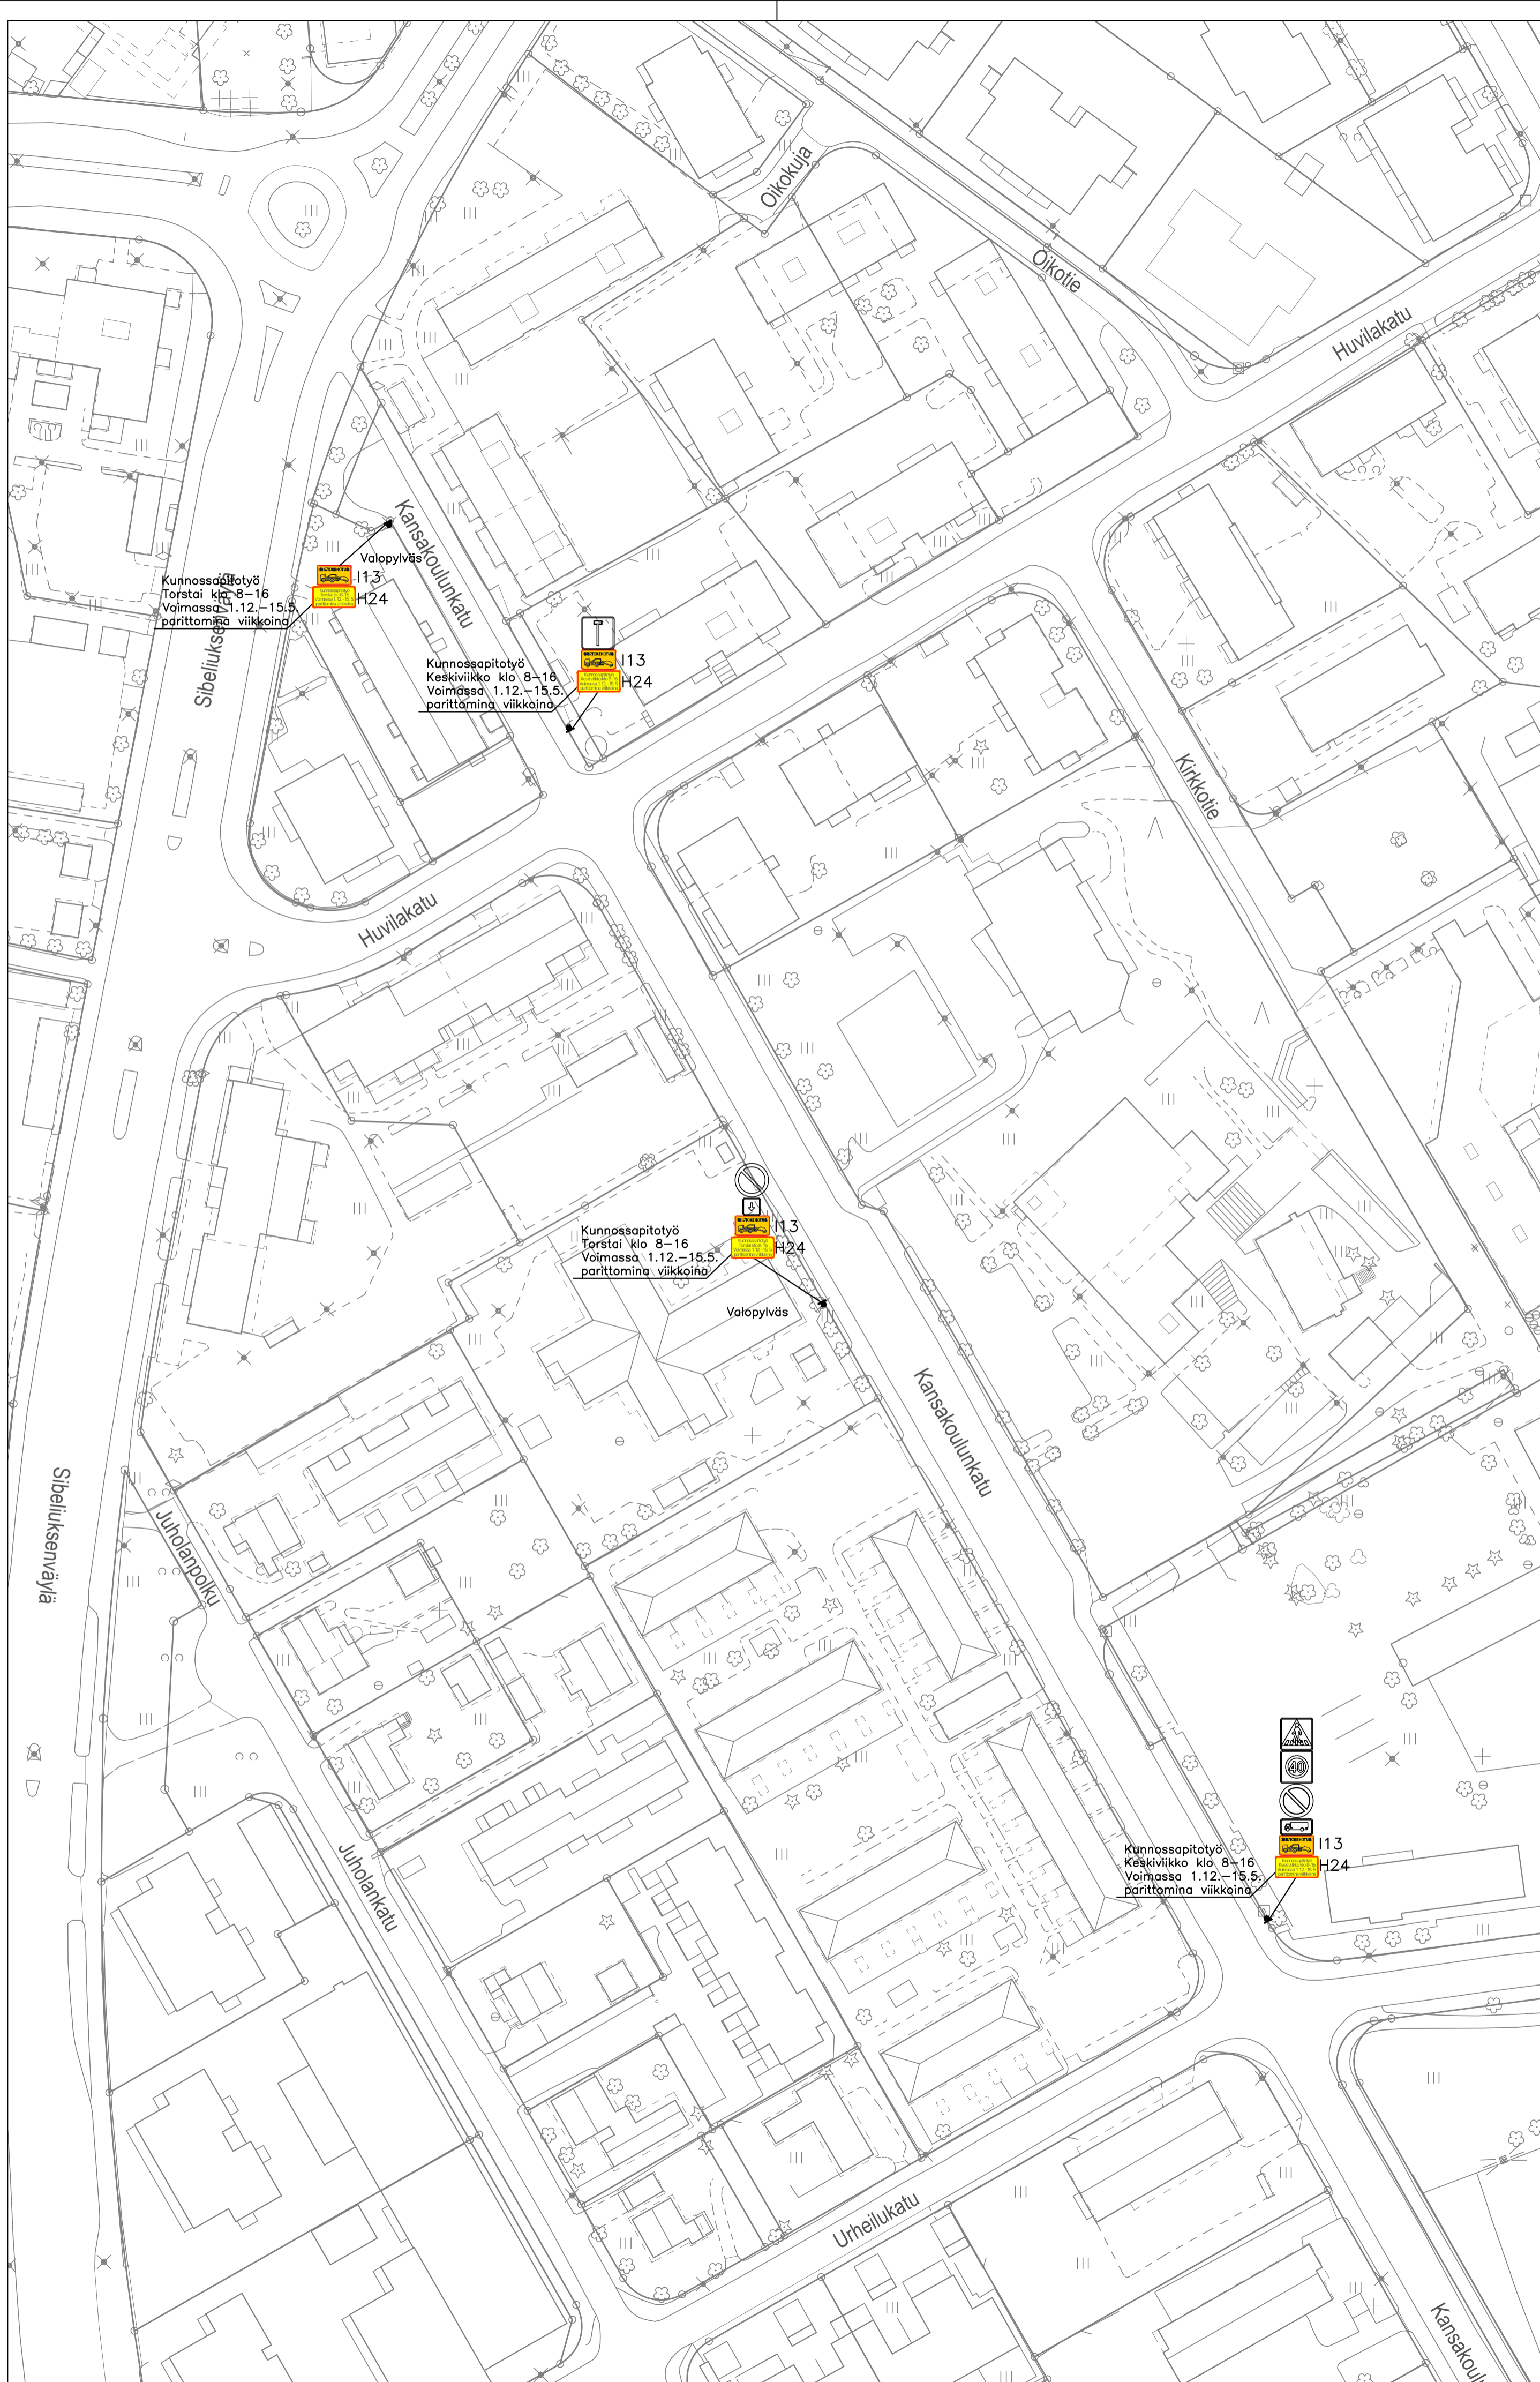 Oikokuja
Oikotie
Huvilakatu
Kansakoulunkatu
Valopylväs
Kunnossapitotyö
Torstai klo 8-16
Voimassa 1.12.-15.5.
parittomina viikkoina
I13
H24
Sibeliuksenväylä
Kunnossapitotyö
Keskiviikko klo 8-16
Voimassa 1.12.-15.5.
parittomina viikkoina
I13
H24
Kirkkotie
Huvilakatu
Kunnossapitotyö
Torstai klo 8-16
Voimassa 1.12.-15.5.
parittomina viikkoina
I13
H24
Valopylväs
Kansakoulunkatu
Sibeliuksenväylä
Juholanpolku
40
Kunnossapitotyö
Keskiviikko klo 8-16
Voimassa 1.12.-15.5.
parittomina viikkoina
I13
H24
Juholankatu
Urheilukatu